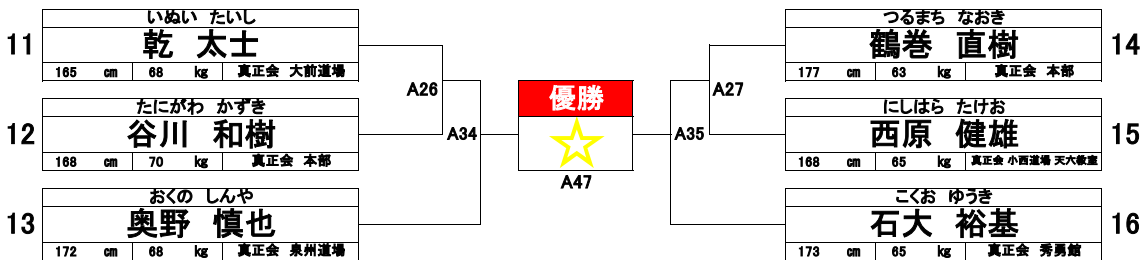 いぬい たいし
11
乾 太士
165 cm 68 kg 真正会 大前道場
たにがわ かずき
12
谷川 和樹
168 cm 70 kg 真正会 本部
おくの しんや
13
奥野 慎也
172 cm 68 kg 真正会 泉州道場
A26
A34
優勝
A47
A27
A35
つるまち なおき
鶴巻 直樹
14
177 cm 63 kg 真正会 本部
にしはら たけお
西原 健雄
15
168 cm 65 kg 真正会 小西道場 天六教室
こくお ゆうき
石大 裕基
16
173 cm 65 kg 真正会 秀勇館